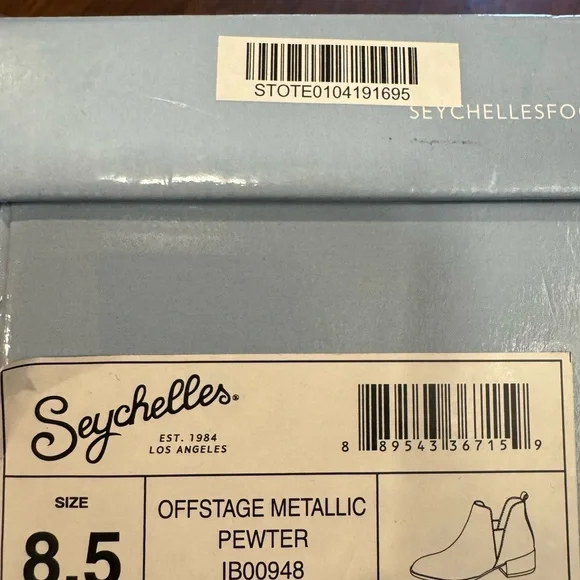 STOTE0104191695
SEYCHELLESFO
Seychelles®
EST. 1984
LOS ANGELES
8 89543 36715 9
SIZE
8.5
OFFSTAGE METALLIC
PEWTER
IB00948